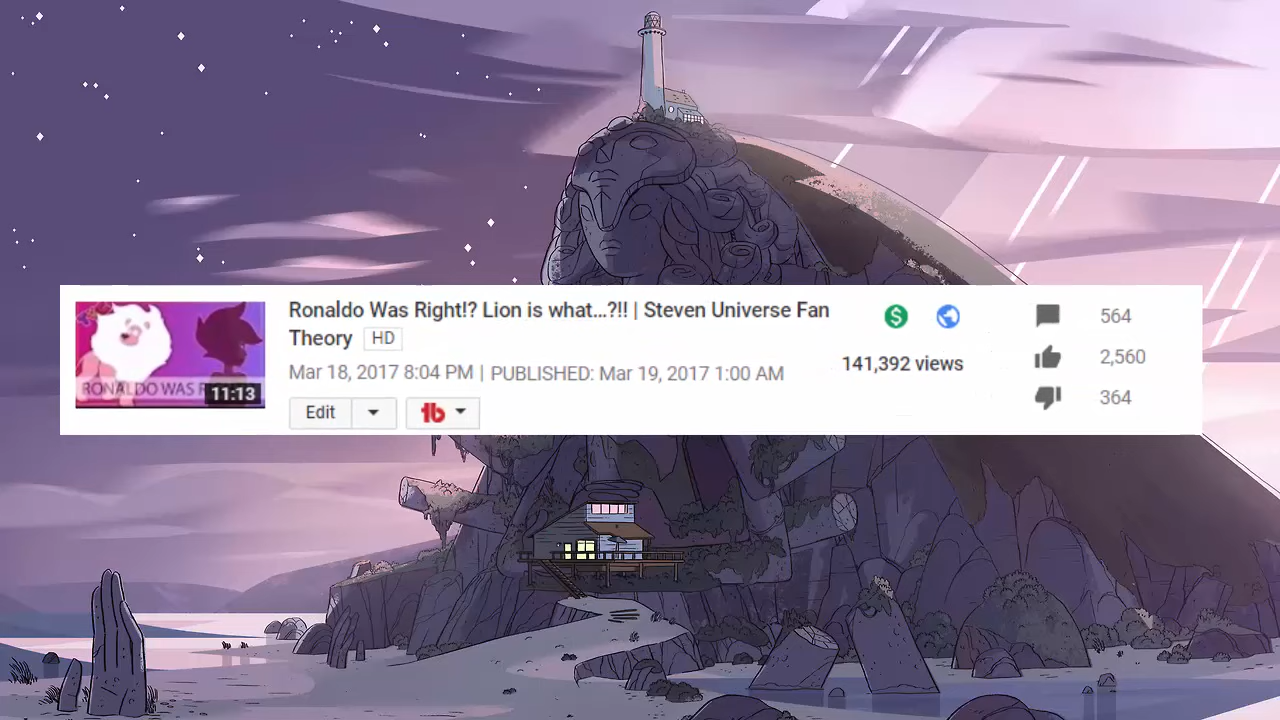 Ronaldo Was Right!? Lion is what...?!! | Steven Universe Fan
Theory HD
Mar 18, 2017 8:04 PM | PUBLISHED: Mar 19, 2017 1:00 AM
Edit
RONALDO WAS R
11:13
tb
$
141,392 views
564
2,560
364